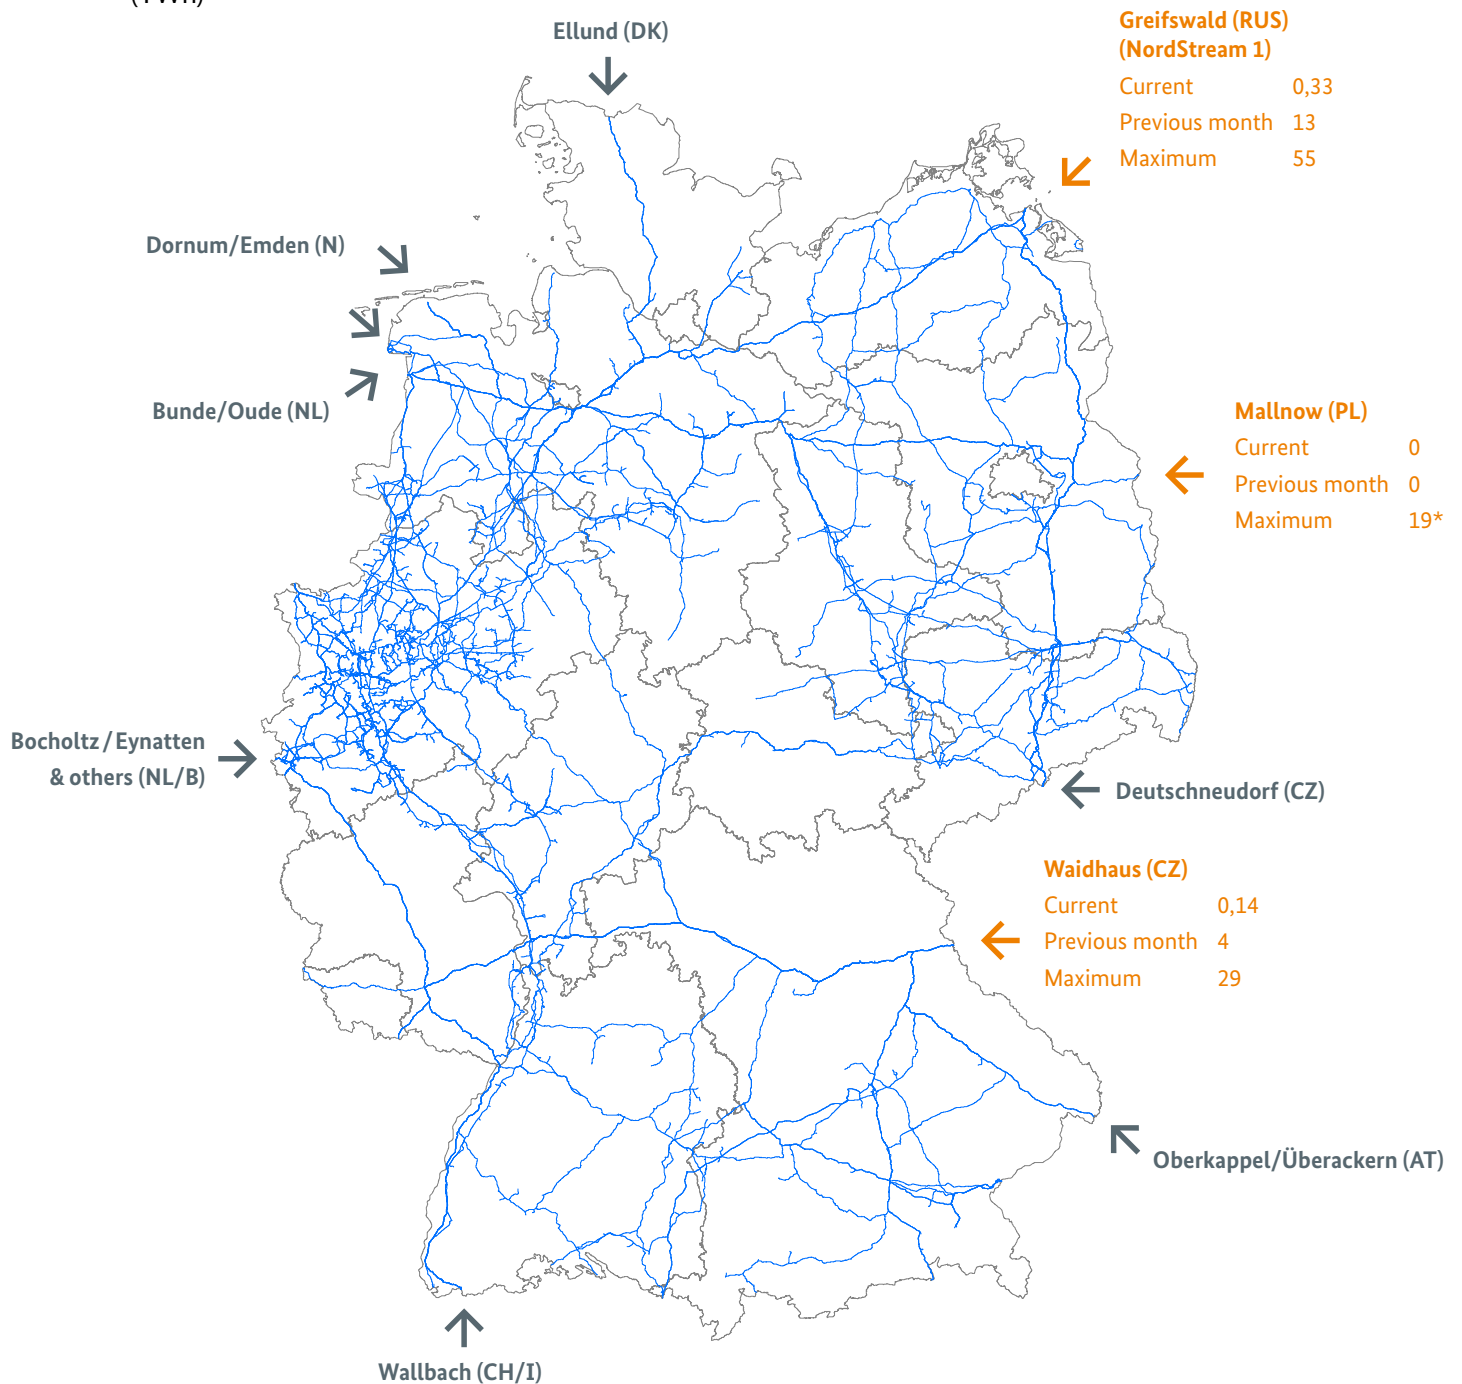 (TWh)
Ellund (DK)
Greifswald (RUS)
(NordStream 1)
Current 0,33
Previous month 13
Maximum 55
Dornum/Emden (N)
Bunde/Oude (NL)
Mallnow (PL)
Current 0
Previous month 0
Maximum 19*
Bocholtz / Eynatten
& others (NL/B)
Deutschneudorf (CZ)
Waidhaus (CZ)
Current 0,14
Previous month 4
Maximum 29
Oberkappel/Überackern (AT)
Wallbach (CH/I)